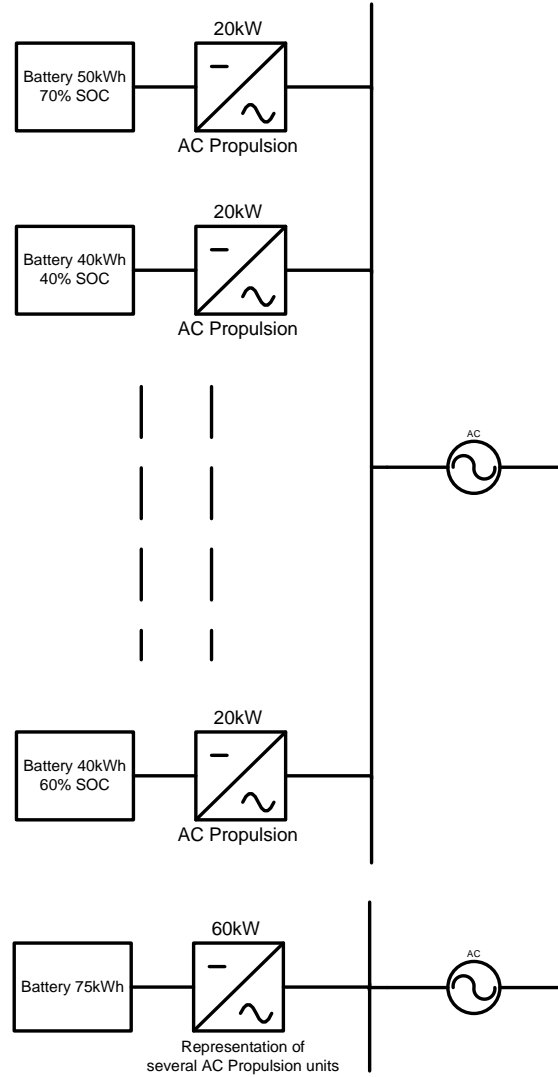 20kW
Battery 50kWh
70% SOC
AC Propulsion
20kW
Battery 40kWh
40% SOC
AC Propulsion
AC
20kW
Battery 40kWh
60% SOC
AC Propulsion
60kW
AC
Battery 75kWh
Representation of
several AC Propulsion units